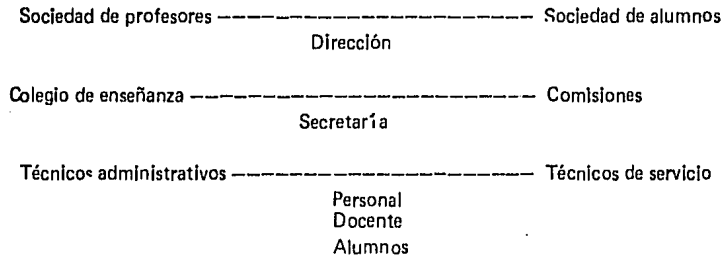 Sociedad de profesores ------------------------ Sociedad de alumnos
Dirección
Colegio de enseñanza -------------------------- Comisiones
Secretaría
Técnicos administrativos ----------------------- Técnicos de servicio
Personal
Docente
Alumnos